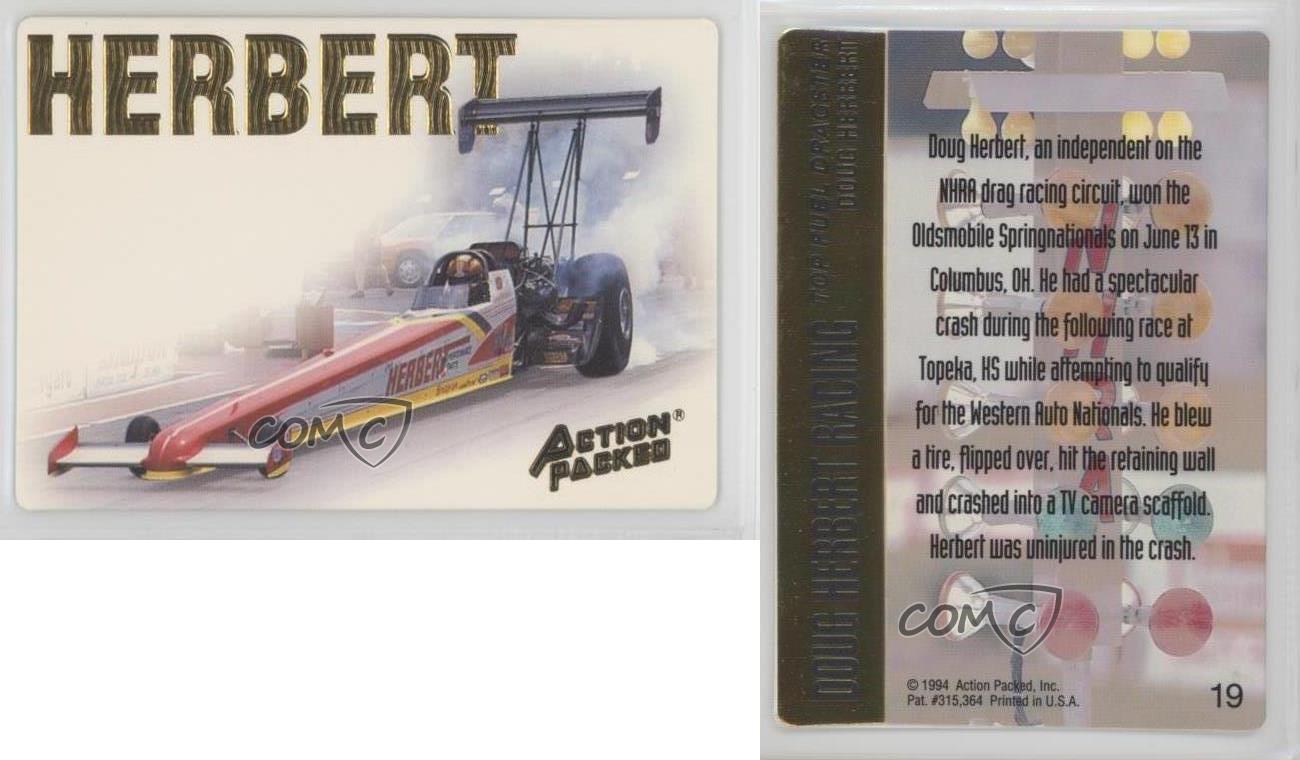 HERBERT
HERBERT
ACTION
PACKED®
COMC
DOUG HERBERT RACING
TOP FUEL DRAGSTER
DOUG HERBERT
Doug Herbert, an independent on the
NHRA drag racing circuit, won the
Oldsmobile Springnationals on June 13 in
Columbus, OH. He had a spectacular
crash during the following race at
Topeka, KS while attempting to qualify
for the Western Auto Nationals. He blew
a tire, flipped over, hit the retaining wall
and crashed into a TV camera scaffold.
Herbert was uninjured in the crash.
COMC
© 1994 Action Packed, Inc.
Pat. #315,364 Printed in U.S.A.
19